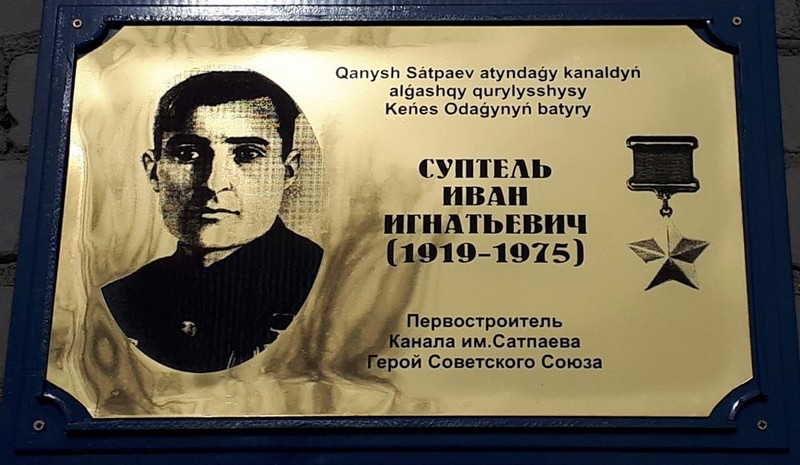 Qanysh Sátpaev atyndaǵy kanaldyń
alǵashqy qurylysshysy
Keńes Odaǵynyń batyry
СУПТЕЛЬ
ИВАН
ИГНАТЬЕВИЧ
(1919-1975)
Первостроитель
Канала им.Сатпаева
Герой Советского Союза